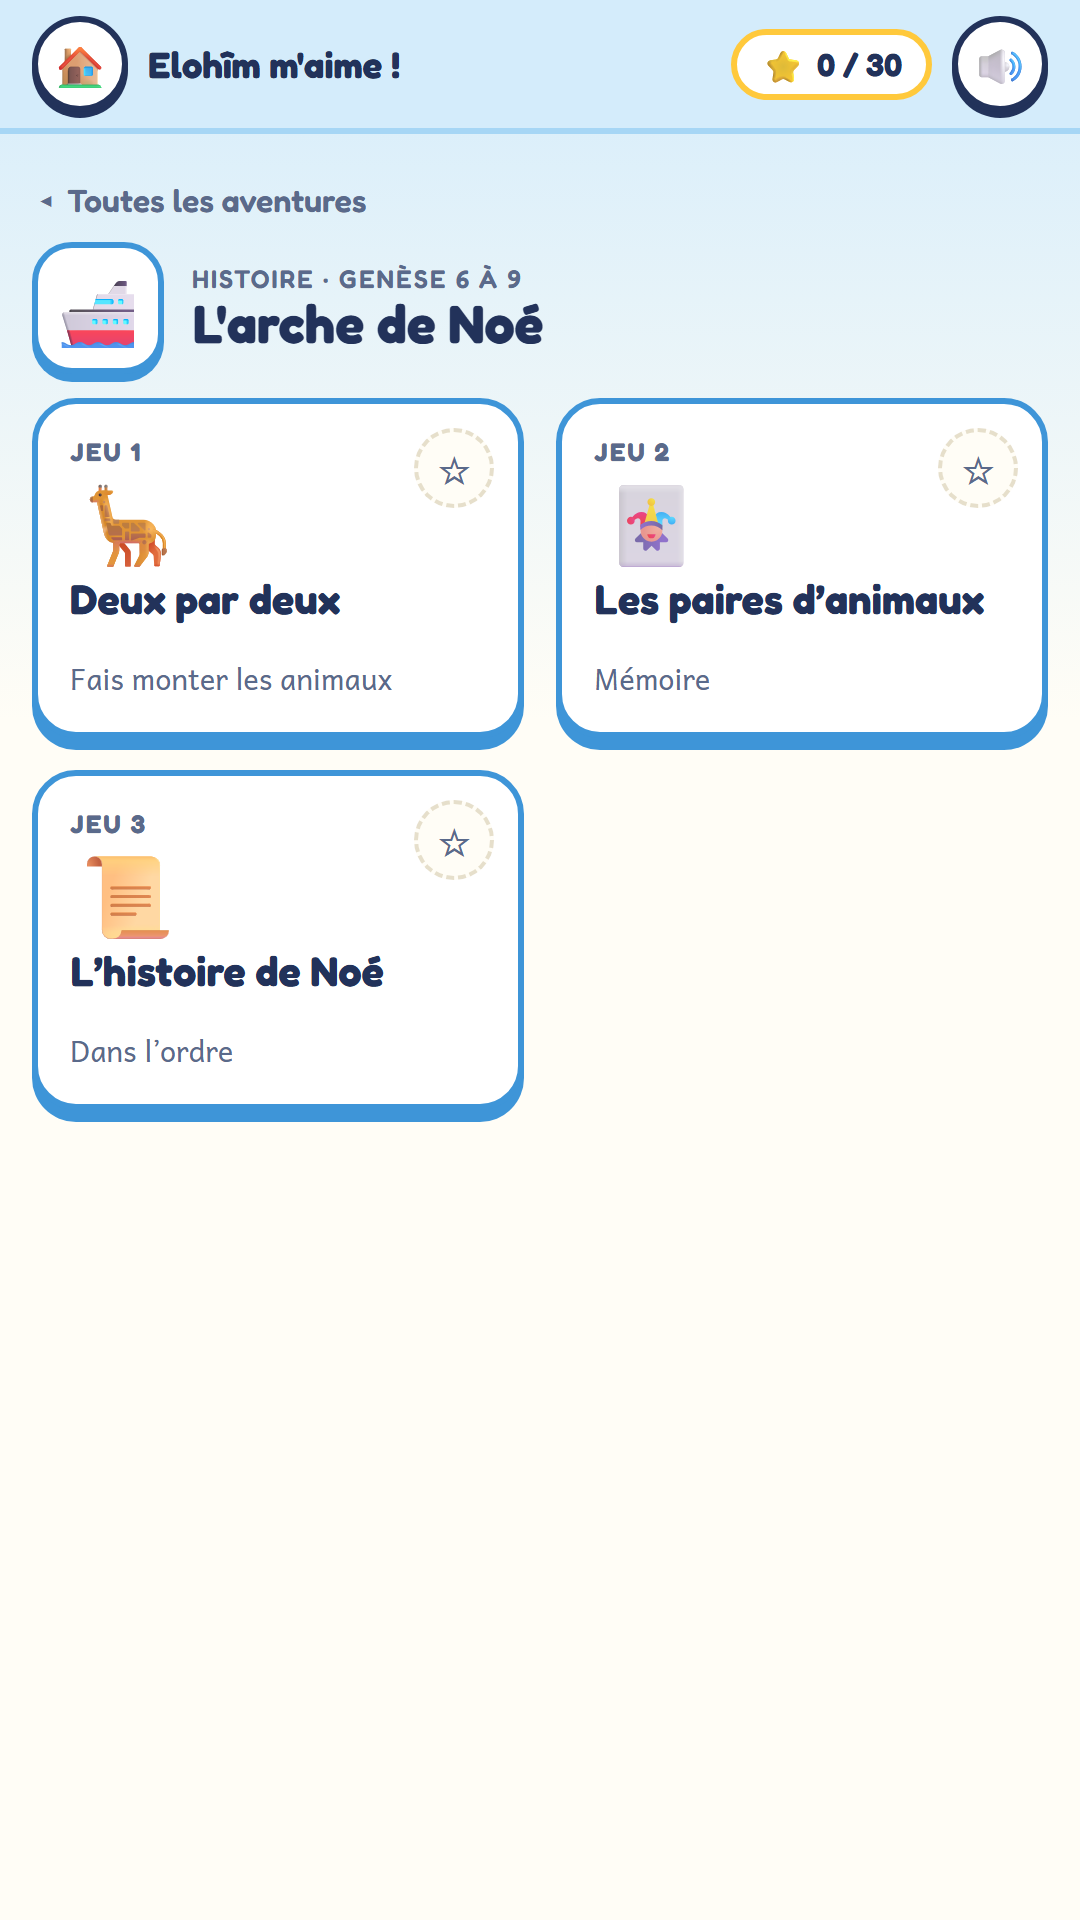 Elohîm m'aime !
0 / 30
Toutes les aventures
HISTOIRE · GENÈSE 6 À 9
L'arche de Noé
JEU 1
Deux par deux
Fais monter les animaux
JEU 2
Les paires d’animaux
Mémoire
JEU 3
L’histoire de Noé
Dans l’ordre